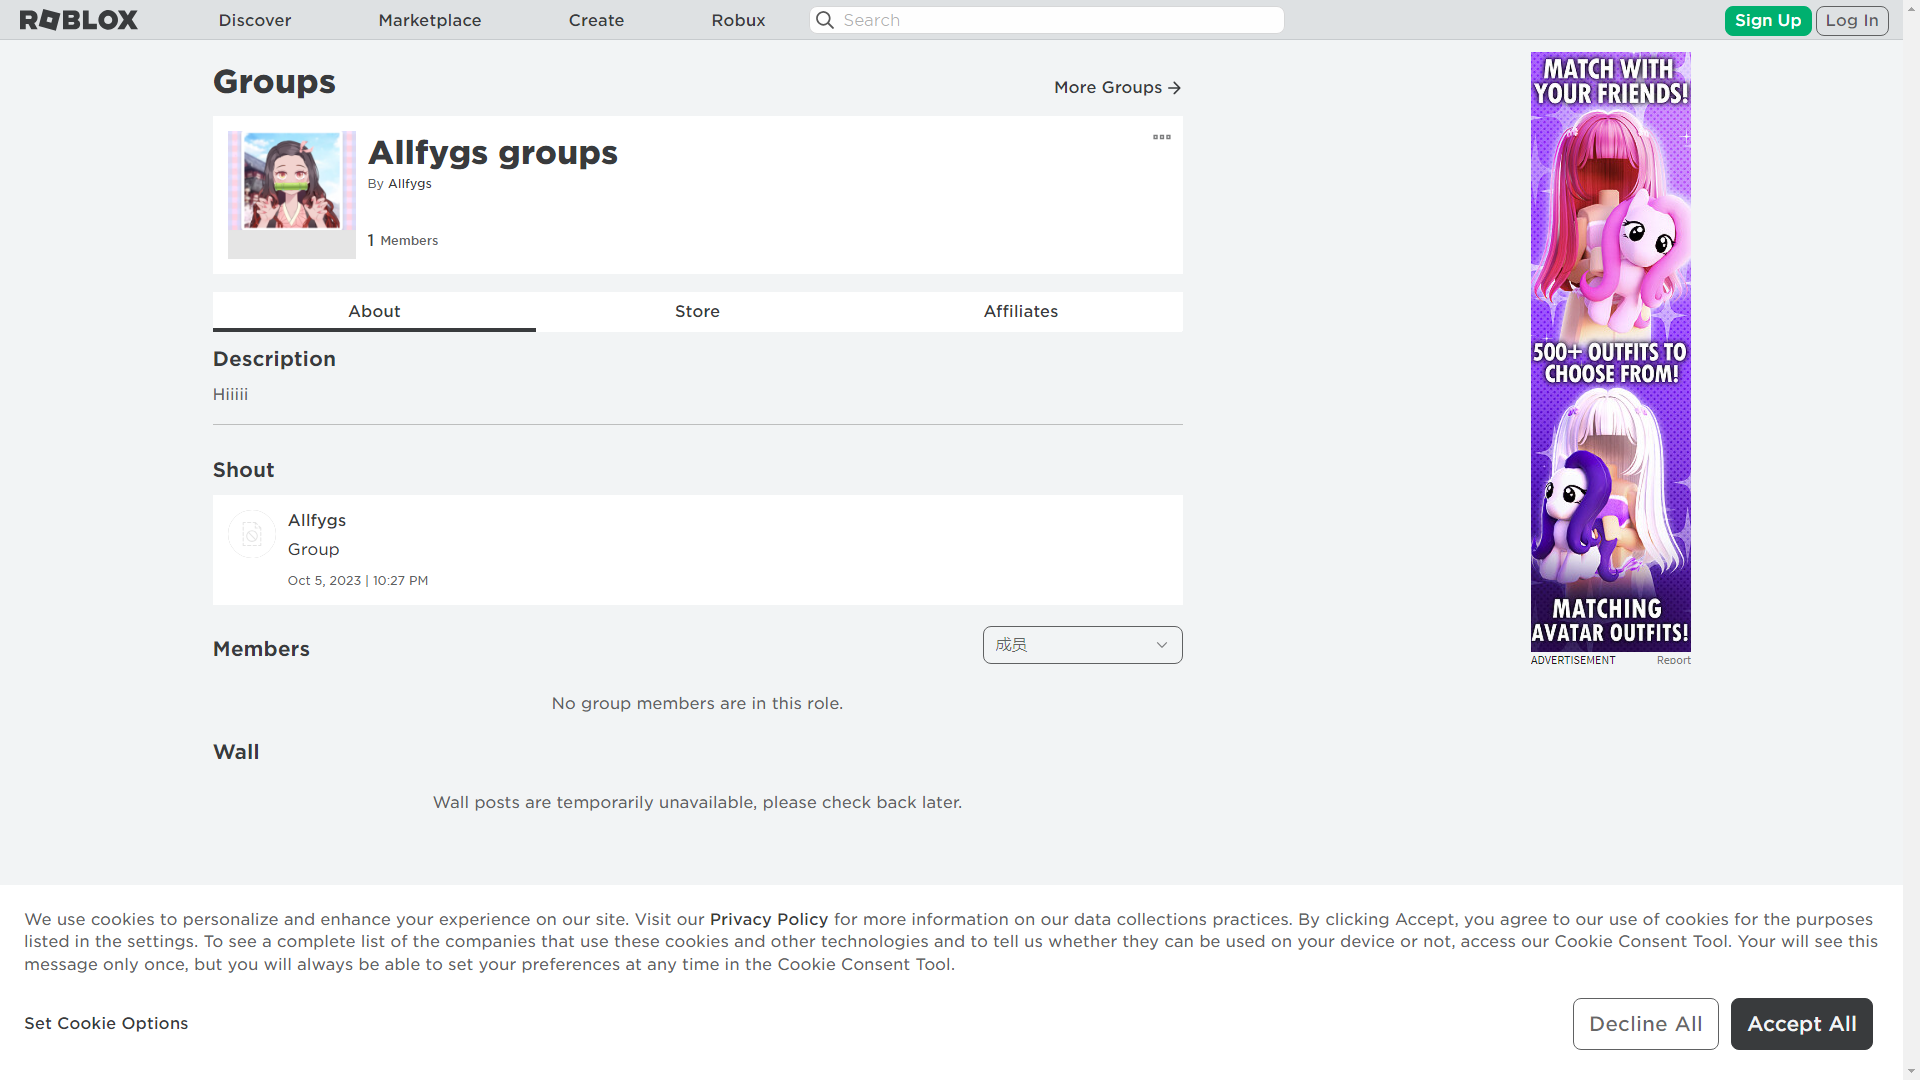 ROBLOX
Discover
Marketplace
Create
Robux
Search
Sign Up
Log In
Groups
More Groups
Allfygs groups
By Allfygs
1 Members
About
Store
Affiliates
Description
Hiiiii
Shout
Allfygs
Group
Oct 5, 2023 | 10:27 PM
Members
成员
No group members are in this role.
Wall
Wall posts are temporarily unavailable, please check back later.
MATCH WITH
YOUR FRIENDS!
500+ OUTFITS TO
CHOOSE FROM!
MATCHING
AVATAR OUTFITS!
ADVERTISEMENT
Report
We use cookies to personalize and enhance your experience on our site. Visit our Privacy Policy for more information on our data collections practices. By clicking Accept, you agree to our use of cookies for the purposes
listed in the settings. To see a complete list of the companies that use these cookies and other technologies and to tell us whether they can be used on your device or not, access our Cookie Consent Tool. Your will see this
message only once, but you will always be able to set your preferences at any time in the Cookie Consent Tool.
Set Cookie Options
Decline All
Accept All